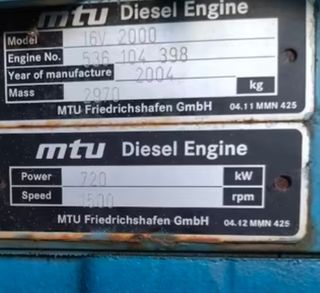 mtu Diesel Engine
Model 16V 2000
Engine No. 536 104 398
Year of manufacture 2004
Mass 2970 kg
MTU Friedrichshafen GmbH 04.11 MMN 425
mtu Diesel Engine
Power 720 kW
Speed 1500 rpm
MTU Friedrichshafen GmbH 04.12 MMN 425